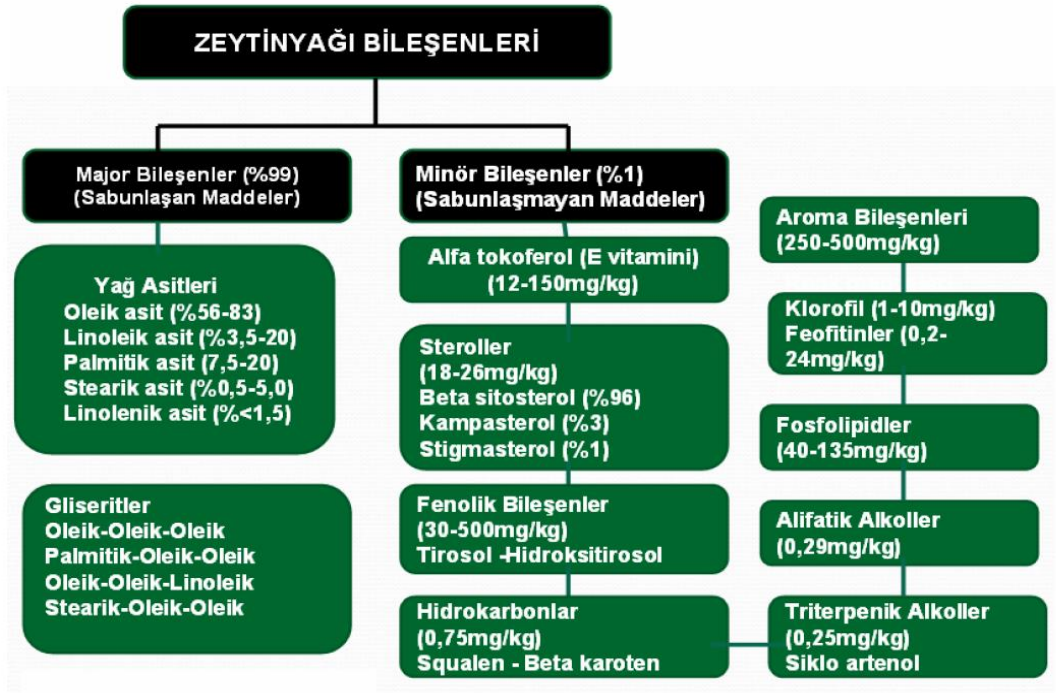 ZEYTİNYAĞI BİLEŞENLERİ
Major Bileşenler (%99)
(Sabunlaşan Maddeler)
Yağ Asitleri
Oleik asit (%56-83)
Linoleik asit (%3,5-20)
Palmitik asit (7,5-20)
Stearik asit (%0,5-5,0)
Linolenik asit (%<1,5)
Gliseritler
Oleik-Oleik-Oleik
Palmitik-Oleik-Oleik
Oleik-Oleik-Linoleik
Stearik-Oleik-Oleik
Minör Bileşenler (%1)
(Sabunlaşmayan Maddeler)
Alfa tokoferol (E vitamini)
(12-150mg/kg)
Steroller
(18-26mg/kg)
Beta sitosterol (%96)
Kampasterol (%3)
Stigmasterol (%1)
Fenolik Bileşenler
(30-500mg/kg)
Tirosol -Hidroksitirosol
Hidrokarbonlar
(0,75mg/kg)
Squalen - Beta karoten
Aroma Bileşenleri
(250-500mg/kg)
Klorofil (1-10mg/kg)
Feofitinler (0,2-
24mg/kg)
Fosfolipidler
(40-135mg/kg)
Alifatik Alkoller
(0,29mg/kg)
Triterpenik Alkoller
(0,25mg/kg)
Siklo artenol